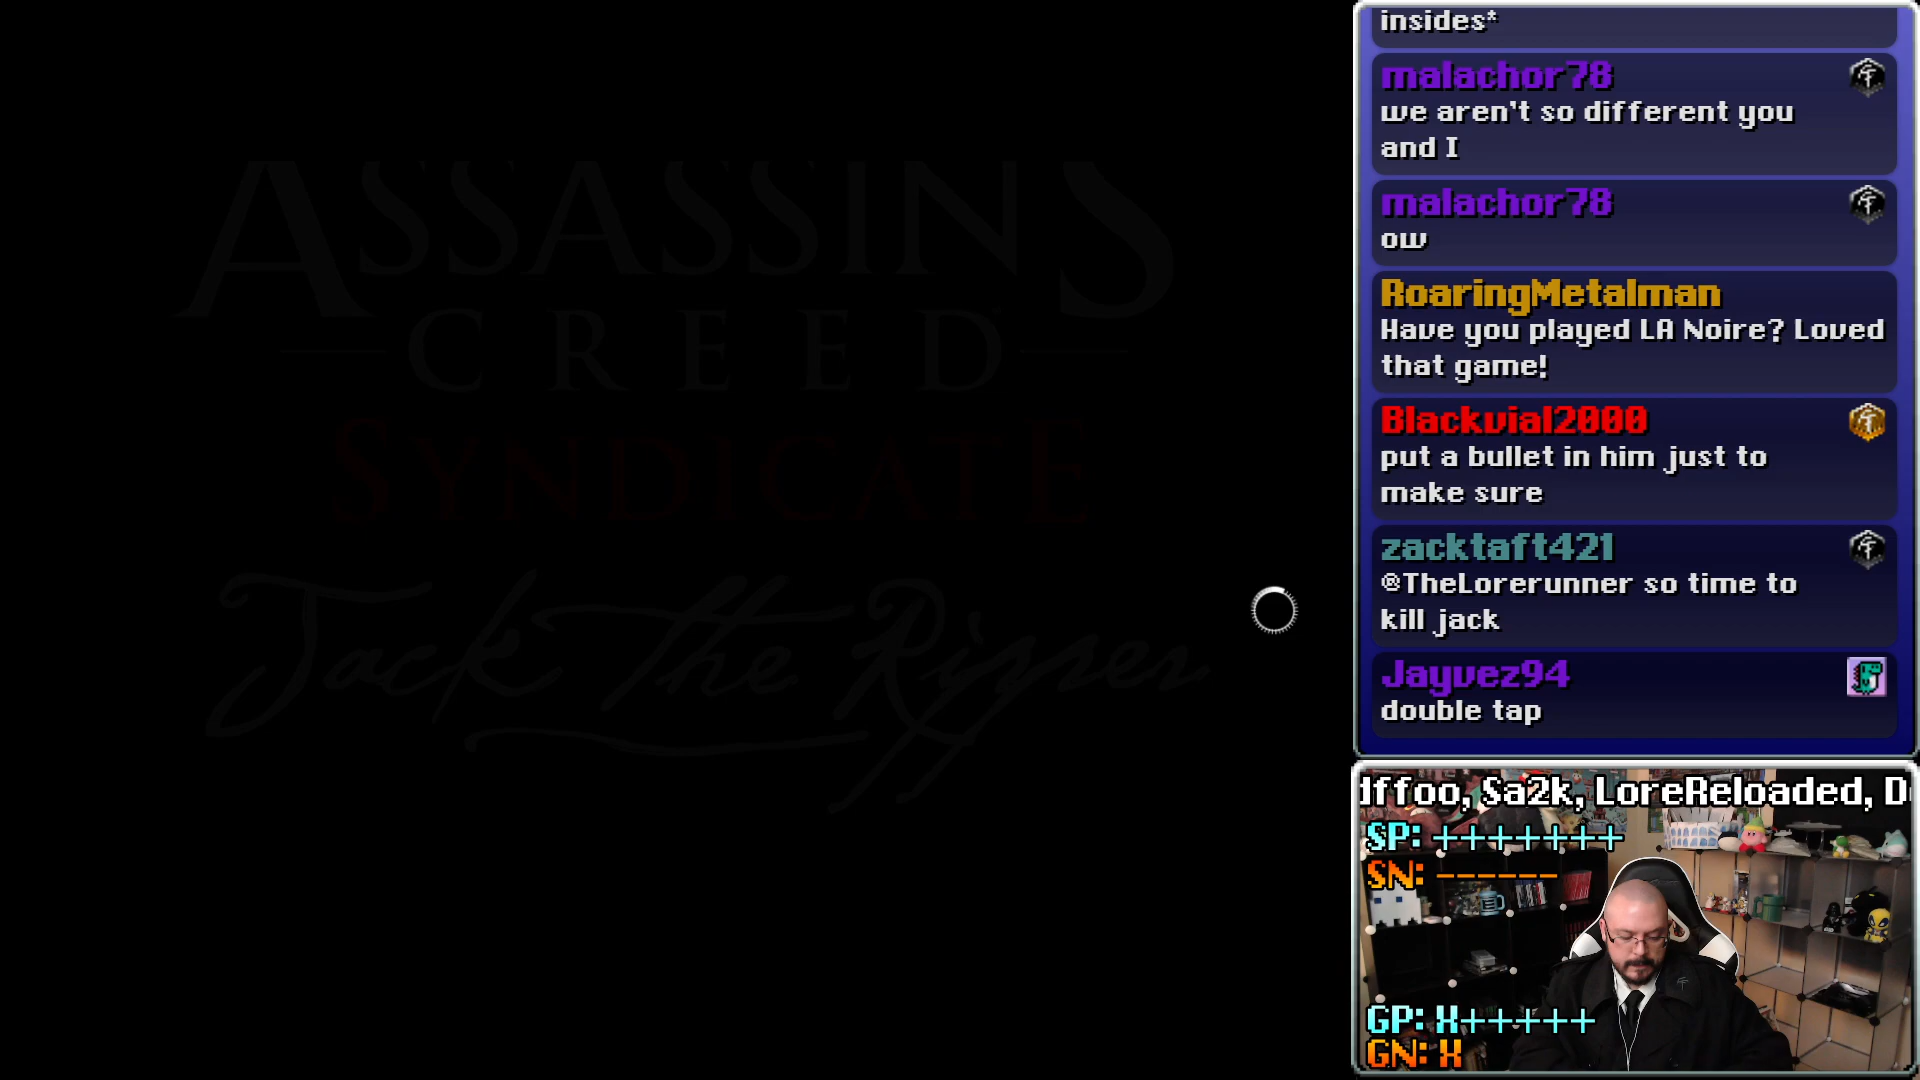 ASSASSIN'S
CREED
SYNDICATE
Jack the Ripper
insides*
malachor78
we aren't so different you
and I
malachor78
ow
RoaringMetalman
Have you played LA Noire? Loved
that game!
Blackvial2000
put a bullet in him just to
make sure
zacktaft421
@TheLorerunner so time to
kill jack
Jayvez94
double tap
dffoo, Sa2k, LoreReloaded, D
SP: +++++++
SN: ------
GP: X+++++
GN: X